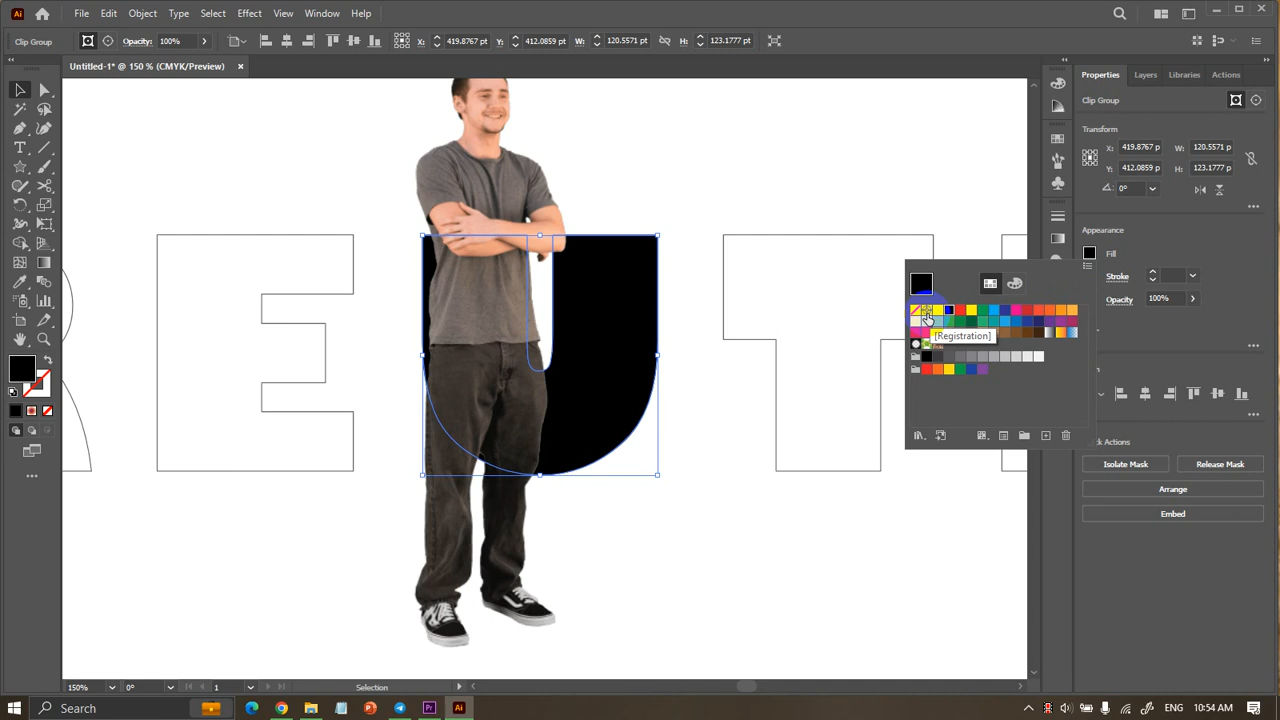 Ai
File Edit Object Type Select Effect View Window Help
Clip Group Opacity: 100% X: 419.8767 pt Y: 412.0859 pt W: 120.5571 pt H: 123.1777 pt
Untitled-1* @ 150 % (CMYK/Preview) ×
Properties Layers Libraries Actions
Clip Group
Transform
X: 419.8767 p W: 120.5571 p
Y: 412.0859 p H: 123.1777 p
0°
Appearance
Fill
Stroke
Opacity 100%
[Registration]
E U T
Isolate Mask Release Mask
Arrange
Embed
150% 0° 1 Selection
Search
Pr Ai
10:54 AM